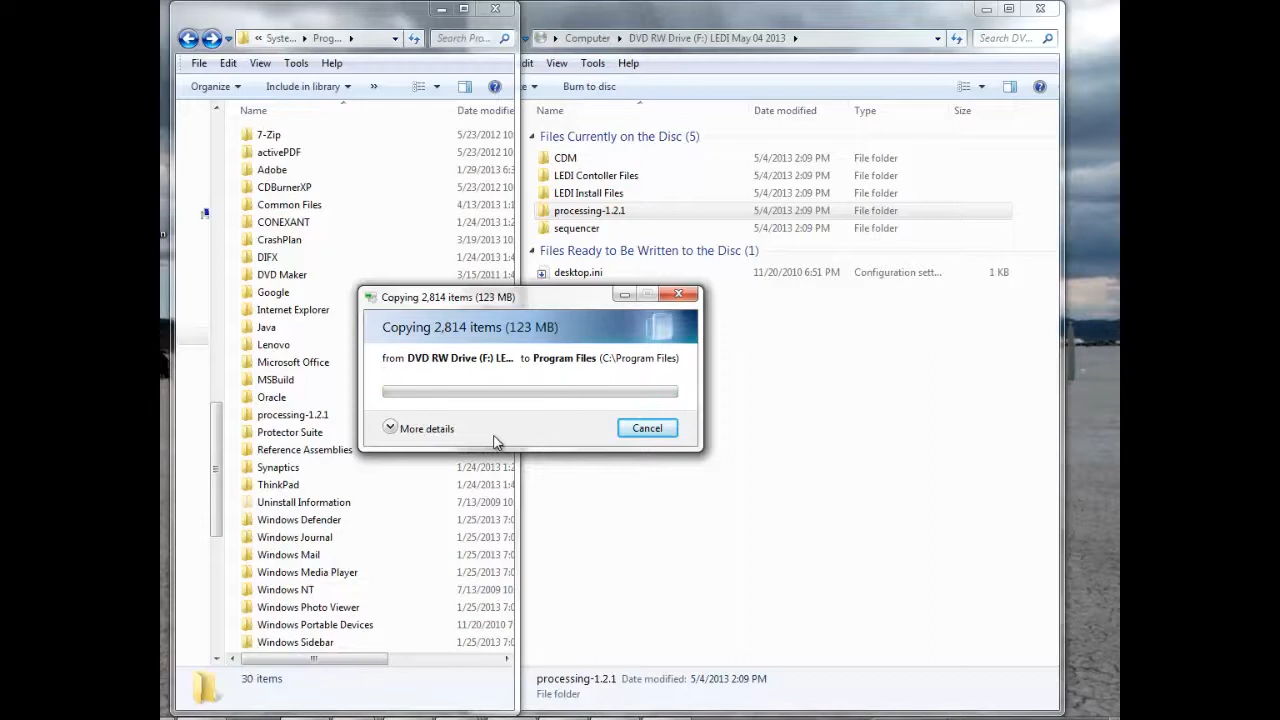 « Syste... ▸ Prog... ▸
Search Pro...
Computer ▸ DVD RW Drive (F:) LEDI May 04 2013 ▸
Search DV...
File Edit View Tools Help
dit View Tools Help
Organize Include in library »
Burn to disc
Name Date modifie
Name Date modified Type Size
7-Zip 5/23/2012 10
activePDF 5/23/2012 10
Adobe 1/29/2013 6:3
CDBurnerXP 5/23/2012 10
Common Files 4/13/2013 1:1
CONEXANT 1/24/2013 1:2
CrashPlan 3/19/2013 10
DIFX 1/24/2013 1:4
DVD Maker 3/15/2011
Google
Internet Explorer
Java
Lenovo
Microsoft Office
MSBuild
Oracle
processing-1.2.1
Protector Suite
Reference Assemblies
Synaptics 1/24/2013 1:2
ThinkPad 1/24/2013 1:4
Uninstall Information 7/13/2009 10
Windows Defender 1/25/2013 7:0
Windows Journal 1/25/2013 7:0
Windows Mail 1/25/2013 7:0
Windows Media Player 1/25/2013 7:0
Windows NT 7/13/2009 10
Windows Photo Viewer 1/25/2013 7:0
Windows Portable Devices 11/20/2010 7
Windows Sidebar 1/25/2013 7:0
30 items
Files Currently on the Disc (5)
CDM 5/4/2013 2:09 PM File folder
LEDI Contoller Files 5/4/2013 2:09 PM File folder
LEDI Install Files 5/4/2013 2:09 PM File folder
processing-1.2.1 5/4/2013 2:09 PM File folder
sequencer 5/4/2013 2:09 PM File folder
Files Ready to Be Written to the Disc (1)
desktop.ini 11/20/2010 6:51 PM Configuration sett... 1 KB
Copying 2,814 items (123 MB)
Copying 2,814 items (123 MB)
from DVD RW Drive (F:) LE... to Program Files (C:\Program Files)
More details
Cancel
processing-1.2.1 Date modified: 5/4/2013 2:09 PM
File folder